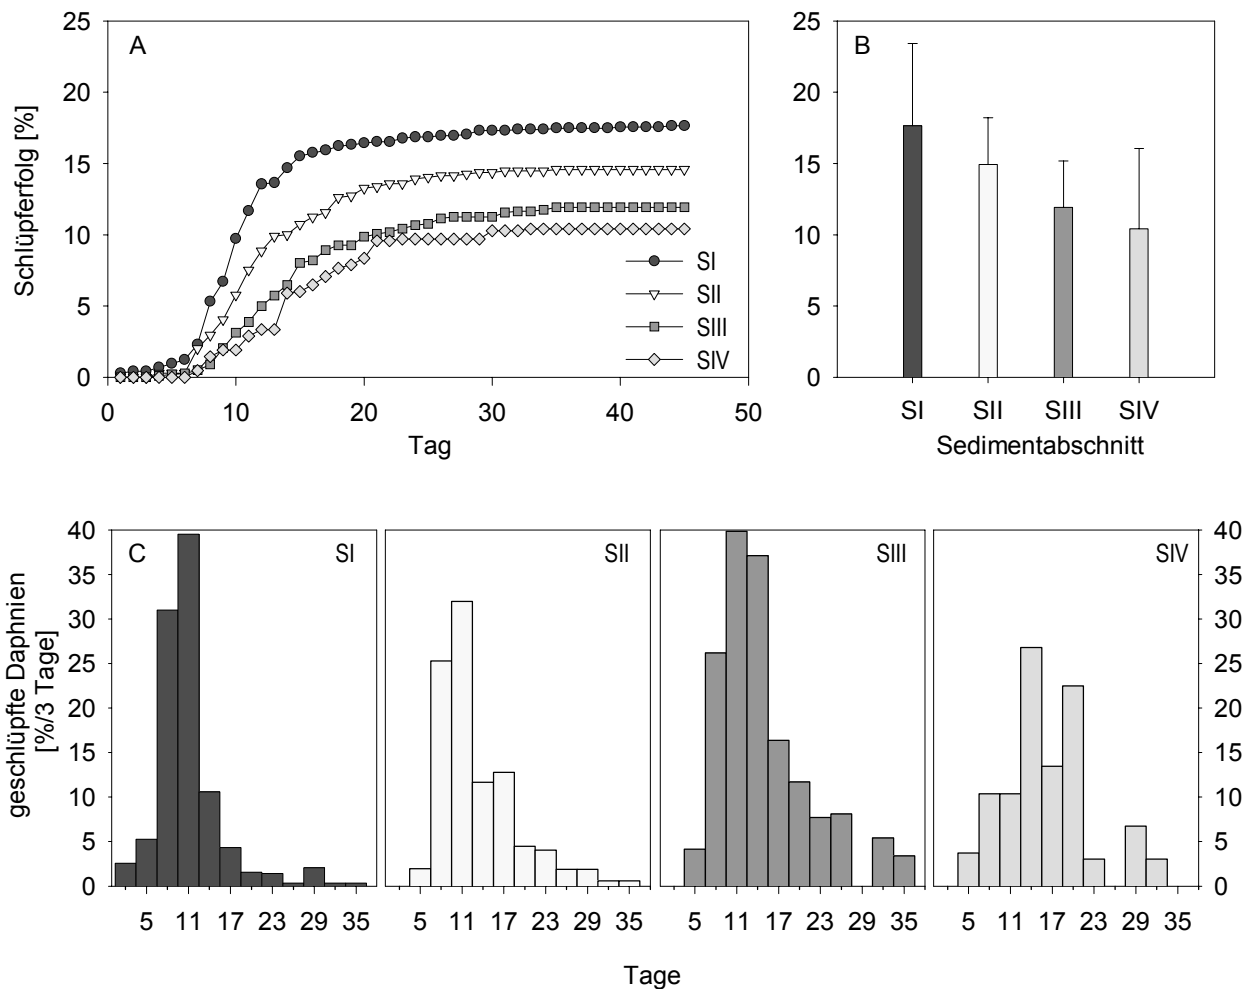 A
Schlüpferfolg [%]
25
20
15
10
5
0
0 10 20 30 40 50
Tag
SI
SII
SIII
SIV
B
25
20
15
10
5
0
SI SII SIII SIV
Sedimentabschnitt
C
geschlüpfte Daphnien
[%/3 Tage]
40
35
30
25
20
15
10
5
0
SI
5 11 17 23 29 35
SII
5 11 17 23 29 35
SIII
5 11 17 23 29 35
SIV
5 11 17 23 29 35
40
35
30
25
20
15
10
5
0
Tage